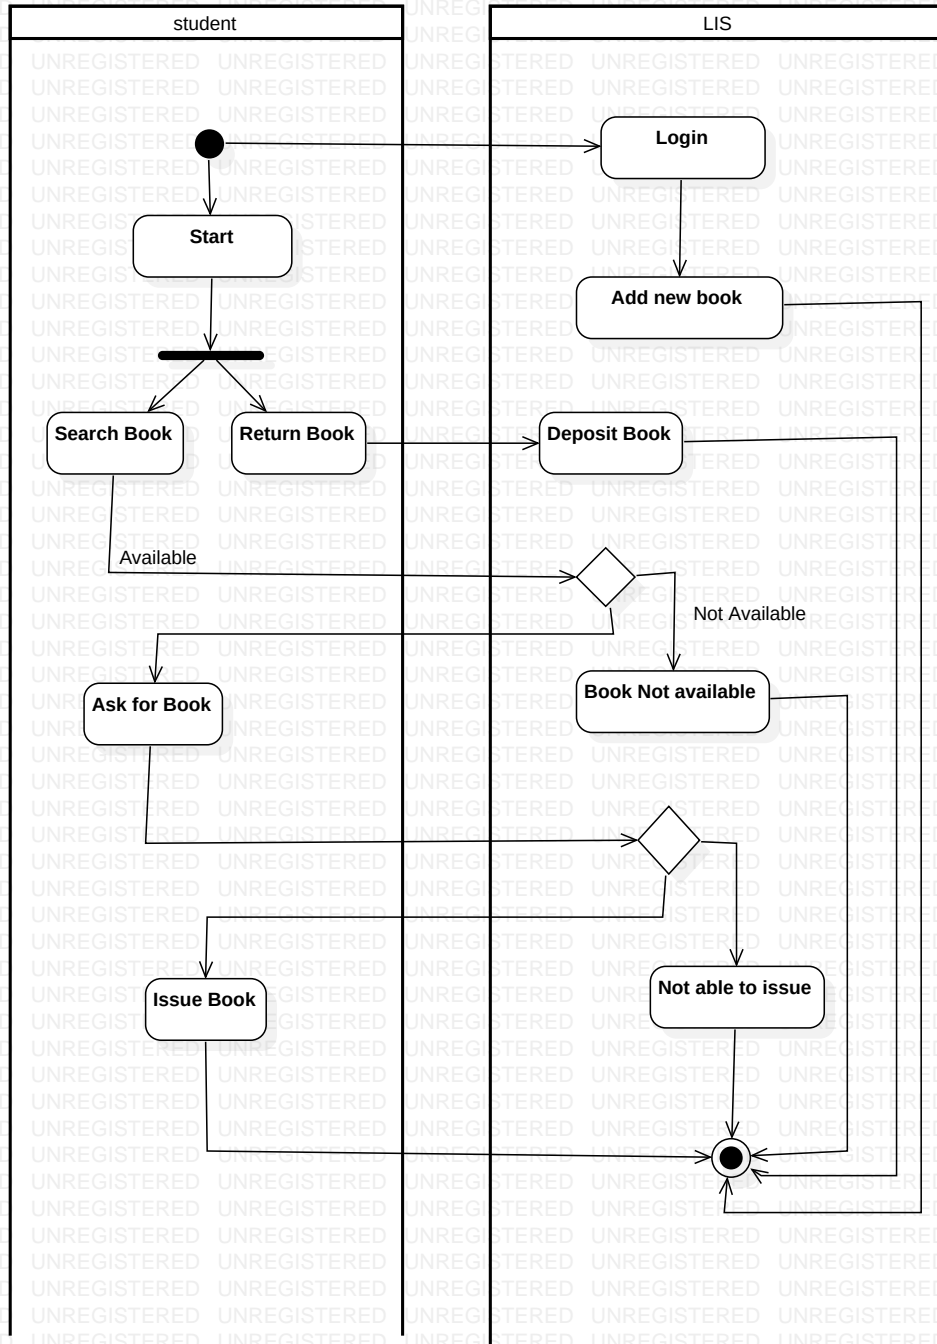 student
LIS
Login
Start
Add new book
Search Book
Return Book
Deposit Book
Available
Not Available
Ask for Book
Book Not available
Issue Book
Not able to issue
UNREGISTERED